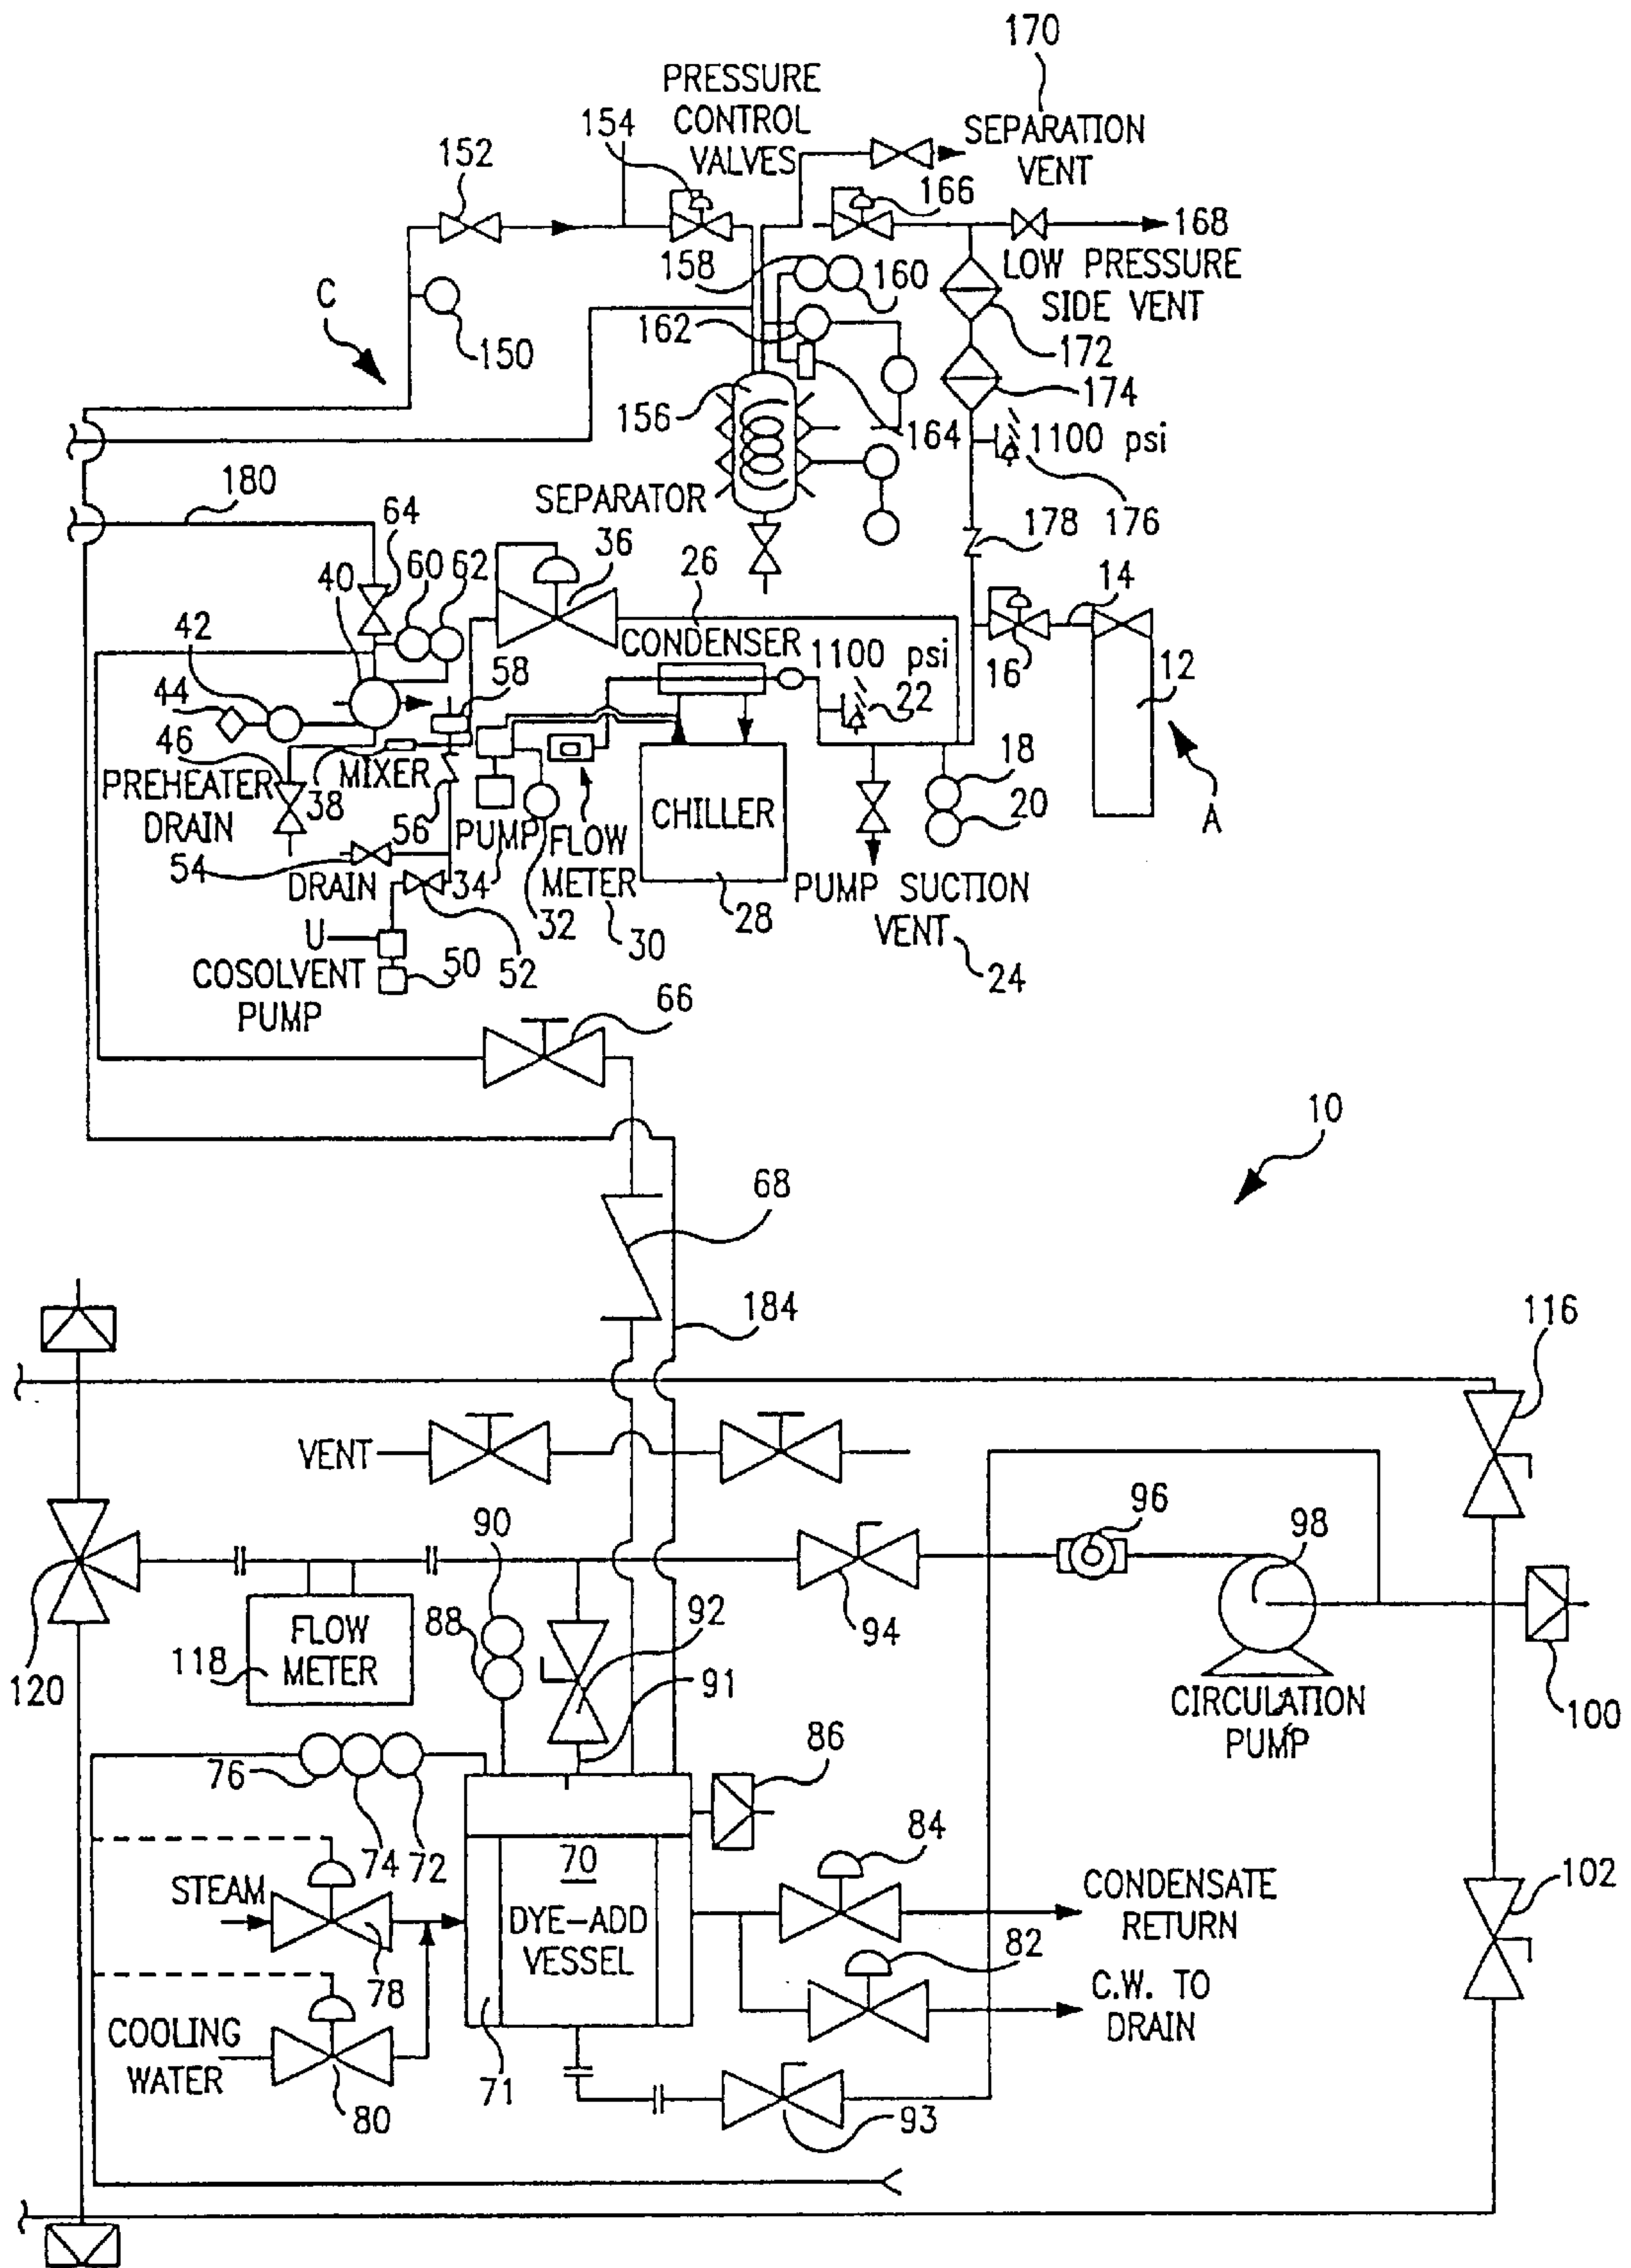 170
PRESSURE
CONTROL
VALVES
154
SEPARATION
VENT
152
166
168
158
160
LOW PRESSURE
SIDE VENT
C
162
150
172
174
156
164
1100 psi
180
SEPARATOR
64
36
178
176
40
60
62
26
14
42
CONDENSER
1100 psi
16
12
44
58
22
46
MIXER
18
PREHEATER
DRAIN
38
CHILLER
20
A
56
PUMP
FLOW
METER
54
DRAIN
34
PUMP SUCTION
VENT
28
32
30
U
50
52
24
COSOLVENT
PUMP
66
10
68
184
116
VENT
90
96
98
92
88
94
FLOW
METER
118
91
120
CIRCULATION
PUMP
100
86
76
84
74
72
70
STEAM
CONDENSATE
RETURN
102
DYE-ADD
VESSEL
82
78
C.W. TO
DRAIN
COOLING
WATER
71
80
93